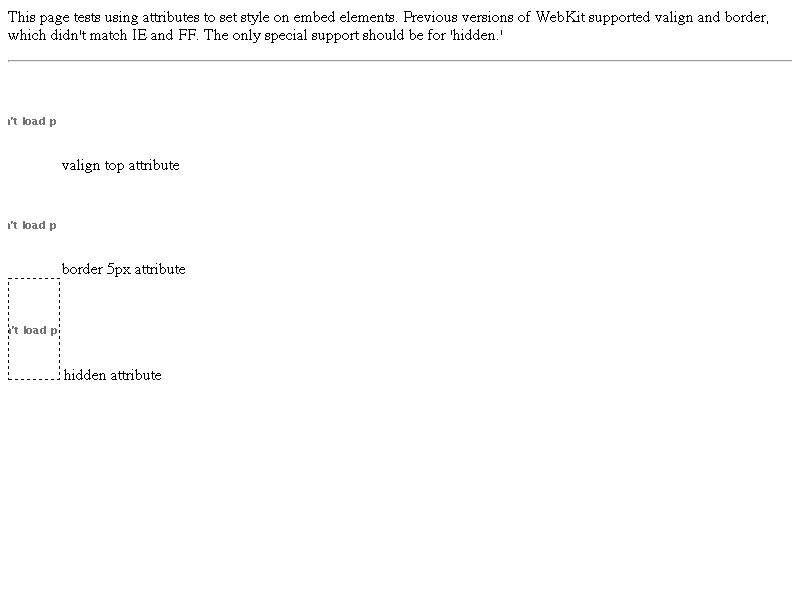 This page tests using attributes to set style on embed elements. Previous versions of WebKit supported valign and border,
which didn't match IE and FF. The only special support should be for 'hidden.'
't load p
valign top attribute
't load p
border 5px attribute
't load p
hidden attribute